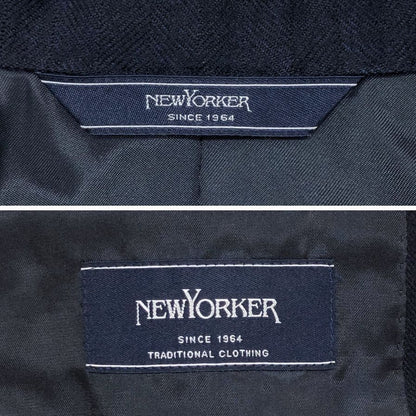 NEWYORKER
SINCE 1964
NEWYORKER
SINCE 1964
TRADITIONAL CLOTHING